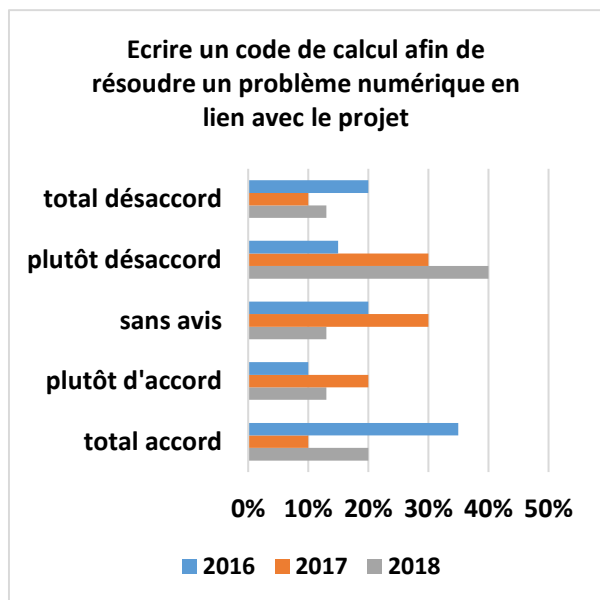 Ecrire un code de calcul afin de
résoudre un problème numérique en
lien avec le projet
total désaccord
plutôt désaccord
sans avis
plutôt d'accord
total accord
0% 10% 20% 30% 40% 50%
2016 2017 2018